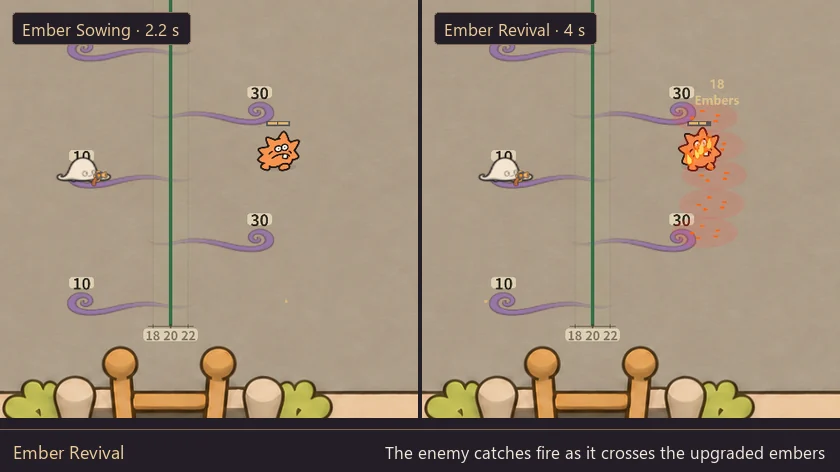 Ember Sowing · 2.2 s
30
10
30
10
18 20 22
Ember Revival · 4 s
18
Embers
30
10
30
10
18 20 22
Ember Revival
The enemy catches fire as it crosses the upgraded embers